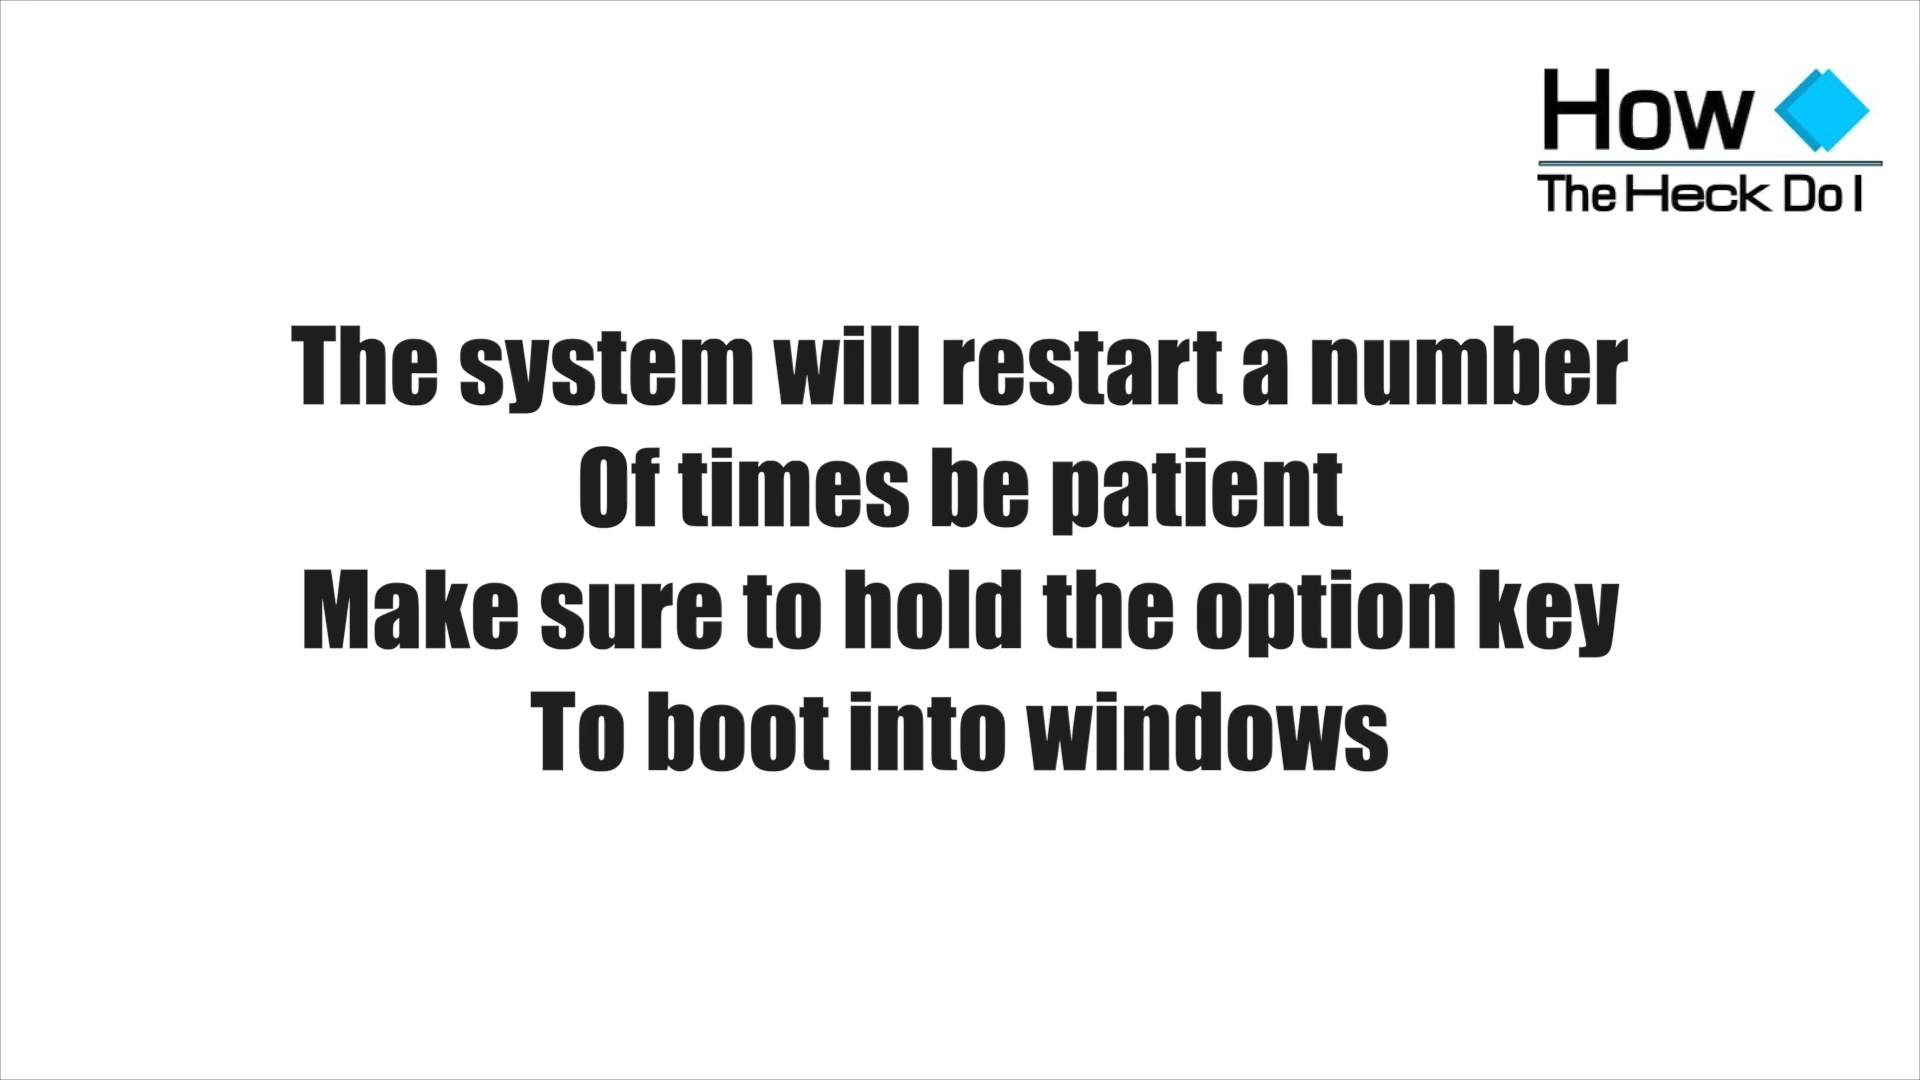 How
The Heck Do I
The system will restart a number
Of times be patient
Make sure to hold the option key
To boot into windows